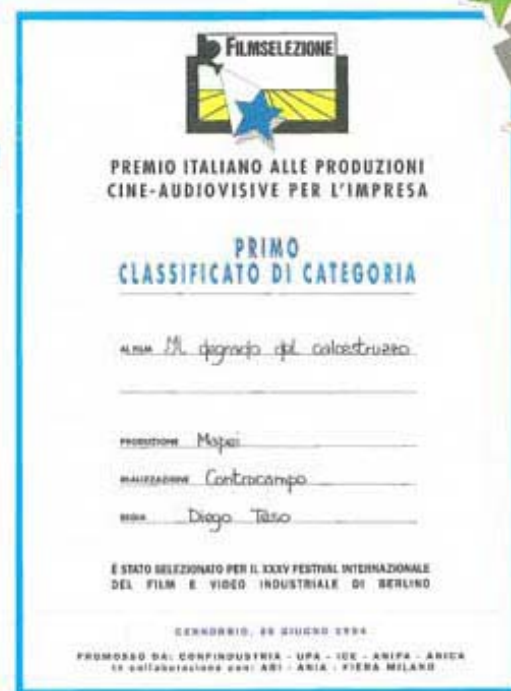 FILMSELEZIONE
PREMIO ITALIANO ALLE PRODUZIONI
CINE-AUDIOVISIVE PER L'IMPRESA
PRIMO
CLASSIFICATO DI CATEGORIA
AL FILM Il degrado del calcestruzzo
PRODUZIONE Mapei
REALIZZAZIONE Controcampo
REGIA Diego Teso
È STATO SELEZIONATO PER IL XXXV FESTIVAL INTERNAZIONALE
DEL FILM E VIDEO INDUSTRIALE DI BERLINO
CERNOBBIO, GIUGNO 1994
PROMOSSO DA: CONFINDUSTRIA - UPA - ICE - ANIPA - ANICA
in collaborazione con: ABI - ANIA - FIERA MILANO